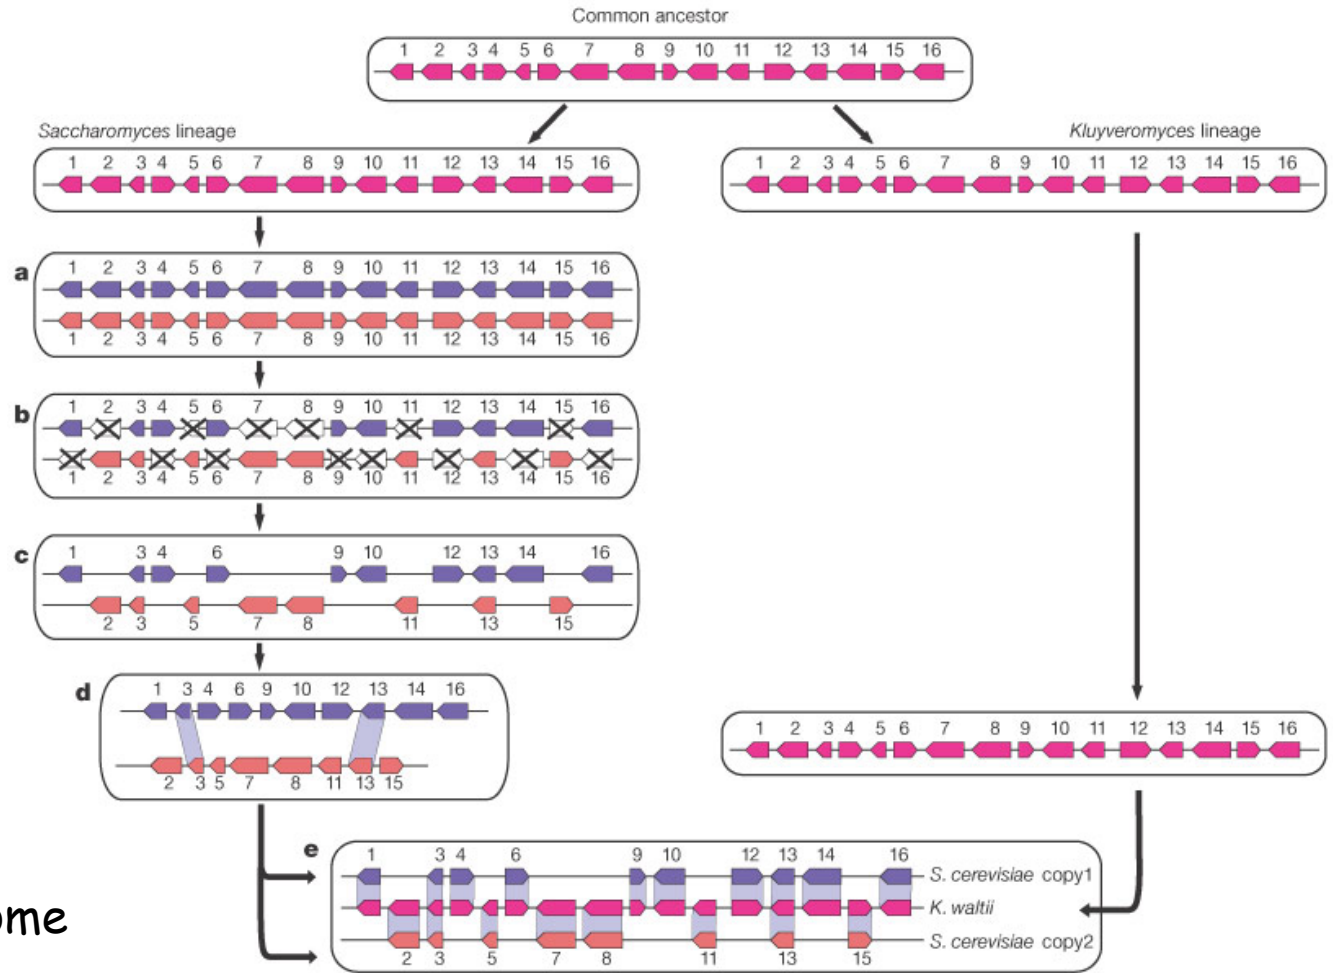 Common ancestor
1 2 3 4 5 6 7 8 9 10 11 12 13 14 15 16
Saccharomyces lineage
Kluyveromyces lineage
1 2 3 4 5 6 7 8 9 10 11 12 13 14 15 16
1 2 3 4 5 6 7 8 9 10 11 12 13 14 15 16
a
1 2 3 4 5 6 7 8 9 10 11 12 13 14 15 16
1 2 3 4 5 6 7 8 9 10 11 12 13 14 15 16
b
1 2 3 4 5 6 7 8 9 10 11 12 13 14 15 16
1 2 3 4 5 6 7 8 9 10 11 12 13 14 15 16
c
1 3 4 6 9 10 12 13 14 16
2 3 5 7 8 11 13 15
d
1 3 4 6 9 10 12 13 14 16
2 3 5 7 8 11 13 15
1 2 3 4 5 6 7 8 9 10 11 12 13 14 15 16
e
1 3 4 6 9 10 12 13 14 16
S. cerevisiae copy1
K. waltii
S. cerevisiae copy2
2 3 5 7 8 11 13 15
ome